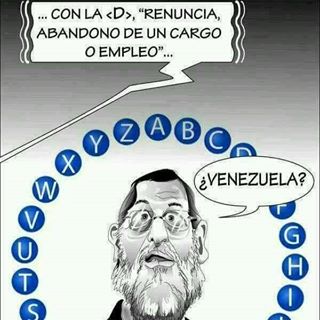 ... CON LA <D>, "RENUNCIA,
ABANDONO DE UN CARGO
O EMPLEO"...
¿VENEZUELA?
S T U V W X Y Z A B C D F G H I